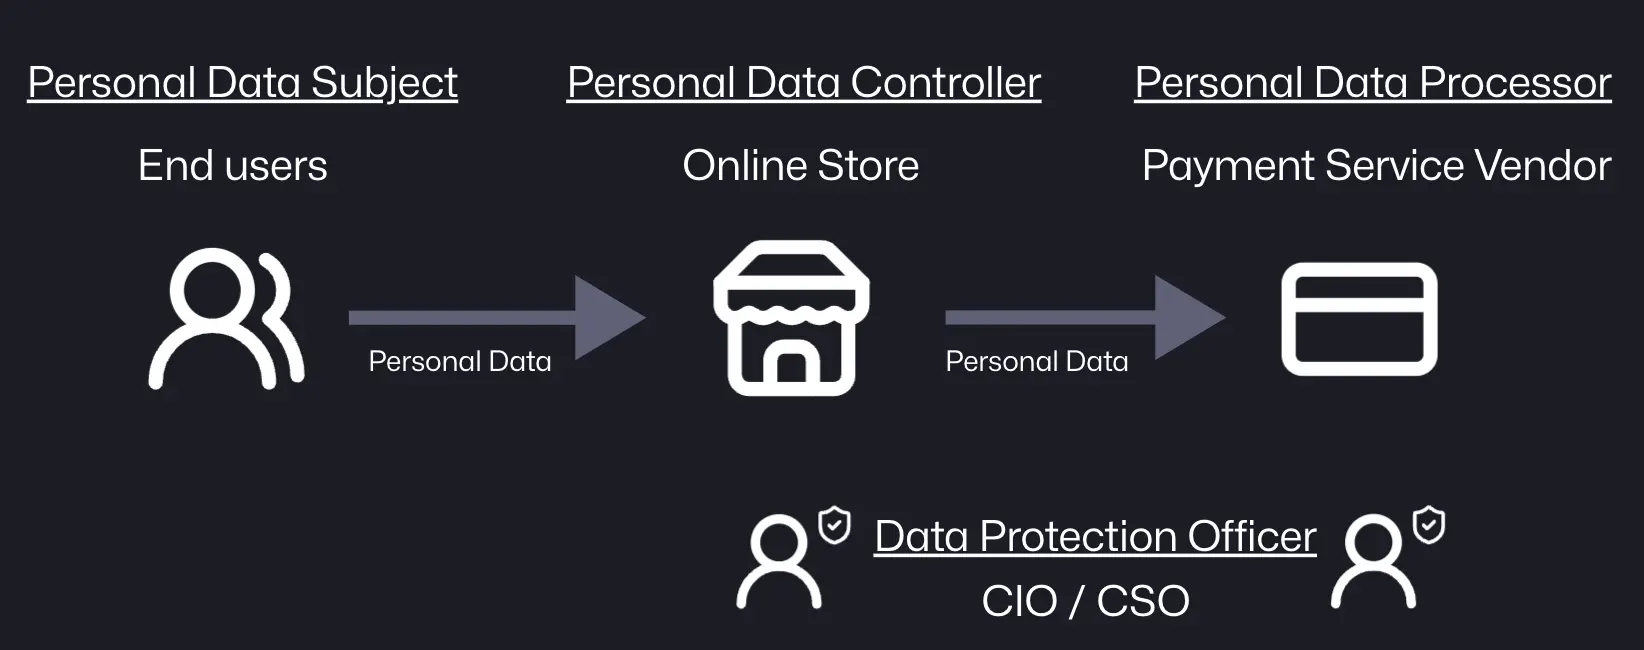 Personal Data Subject
Personal Data Controller
Personal Data Processor
End users
Online Store
Payment Service Vendor
Personal Data
Personal Data
Data Protection Officer
CIO / CSO